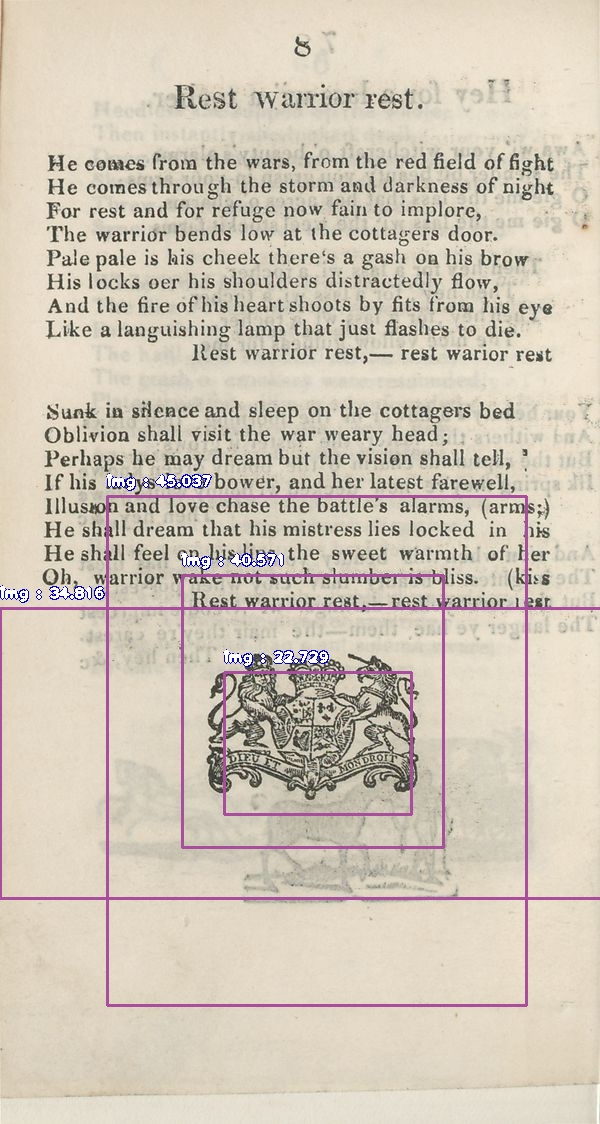 8
Rest warrior rest.
He comes from the wars, from the red field of fight
He comes through the storm and darkness of night
For rest and for refuge now fain to implore,
The warrior bends low at the cottagers door.
Pale pale is his cheek there's a gash on his brow
His locks oer his shoulders distractedly flow,
And the fire of his heart shoots by fits from his eye
Like a languishing lamp that just flashes to die.
Rest warrior rest,— rest warior rest
Sunk in silence and sleep on the cottagers bed
Oblivion shall visit the war weary head;
Perhaps he may dream but the vision shall tell,
If his bower, and her latest farewell,
img : 45.037
Illusion and love chase the battle's alarms, (arms;)
He shall dream that his mistress lies locked in his
He shall feel on his lips the sweet warmth of her
img : 40.571
Oh, warrior wake not such slumber is bliss. (kiss
img : 34.816
Rest warrior rest,—rest warrior rest
img : 22.729
DIEU ET MON DROIT